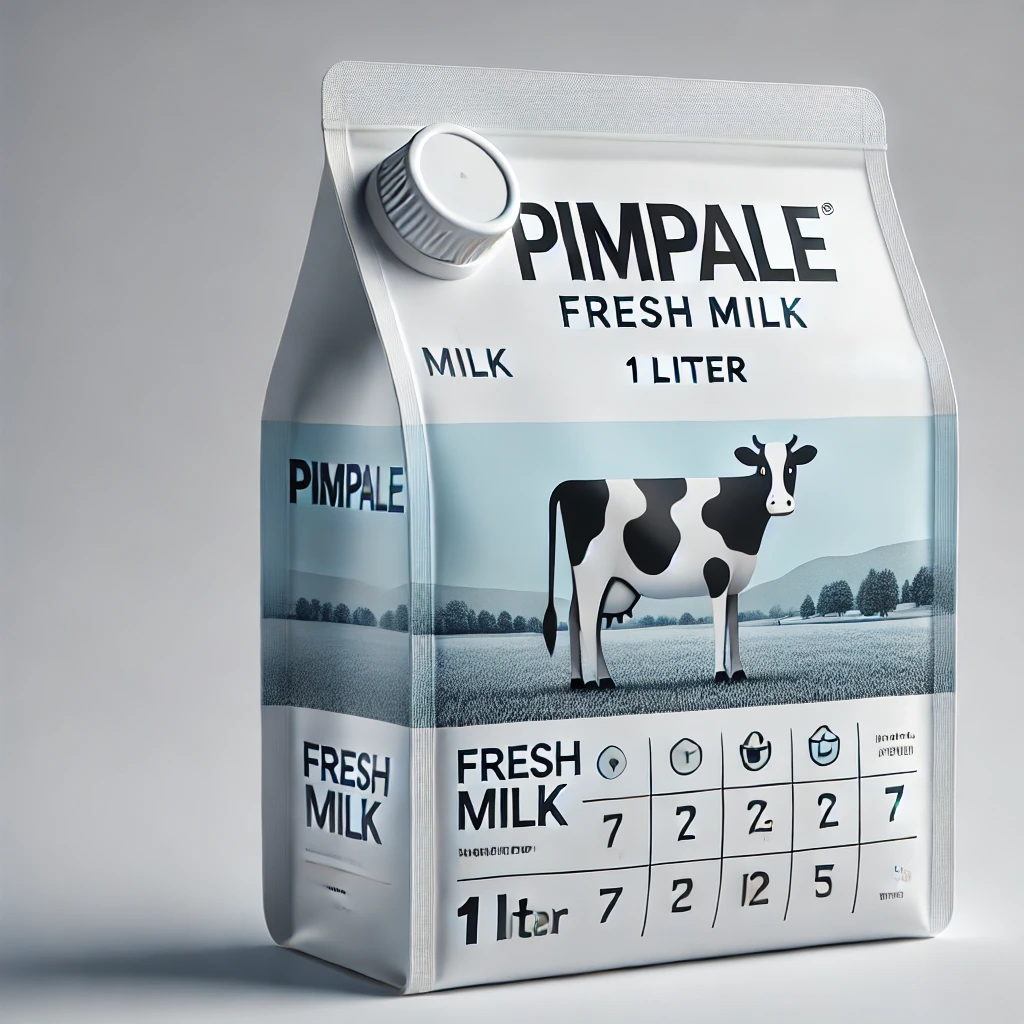 PIMPALE®
FRESH MILK
MILK 1 LITER
PIMPALE
FRESH
MILK
FRESH
MILK
7 2 2 2 7
1 liter 7 2 12 5